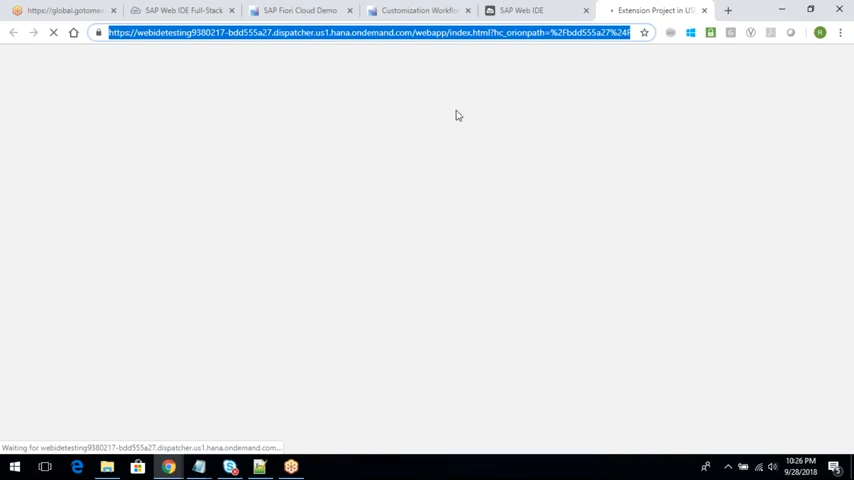 https://global.gotomee
SAP Web IDE Full-Stack
SAP Fiori Cloud Demo
Customization Workflo
SAP Web IDE
Extension Project in US
https://webidetesting9380217-bdd555a27.dispatcher.us1.hana.ondemand.com/webapp/index.html?hc_orionpath=%2Fbdd555a27%24F
R
Waiting for webidetesting9380217-bdd555a27.dispatcher.us1.hana.ondemand.com...
10:26 PM
9/28/2018